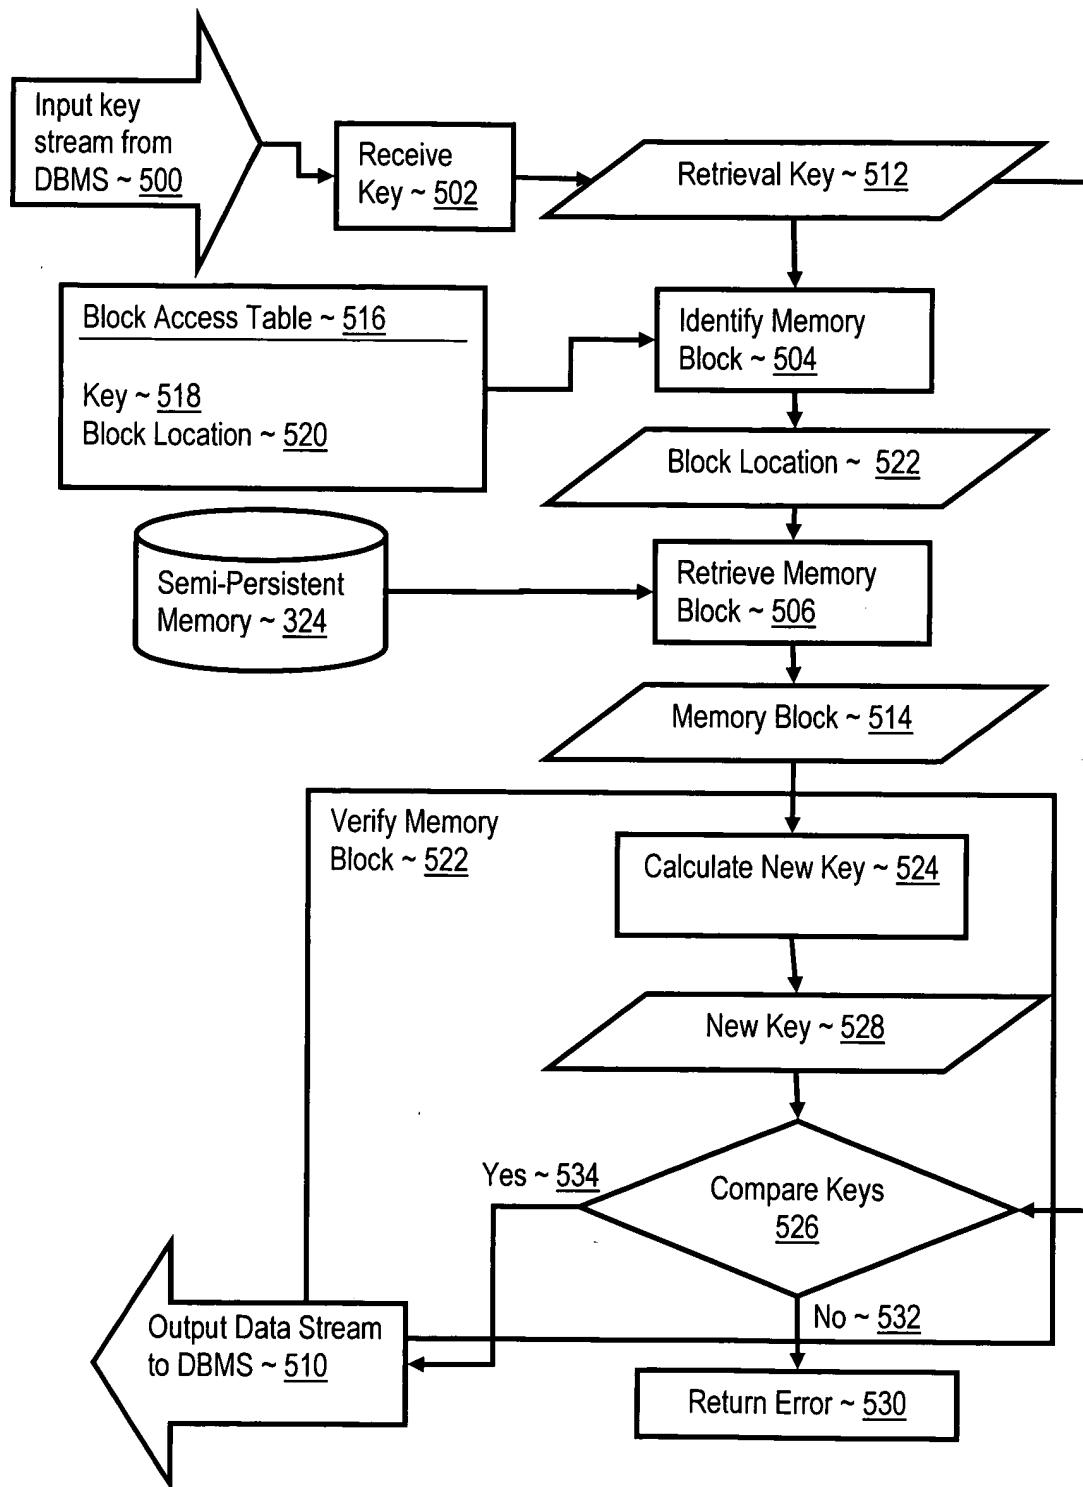 Input key
stream from
DBMS ~ 500
Receive
Key ~ 502
Retrieval Key ~ 512
Block Access Table ~ 516
Key ~ 518
Block Location ~ 520
Identify Memory
Block ~ 504
Block Location ~ 522
Semi-Persistent
Memory ~ 324
Retrieve Memory
Block ~ 506
Memory Block ~ 514
Verify Memory
Block ~ 522
Calculate New Key ~ 524
New Key ~ 528
Yes ~ 534
Compare Keys
526
No ~ 532
Output Data Stream
to DBMS ~ 510
Return Error ~ 530